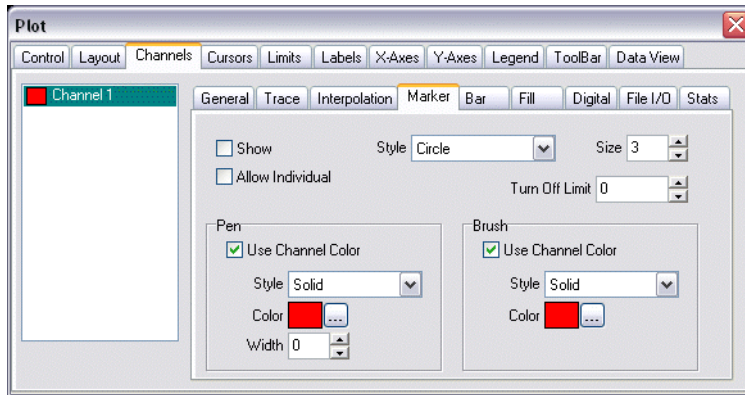 Plot
Control Layout Channels Cursors Limits Labels X-Axes Y-Axes Legend ToolBar Data View
Channel 1
General Trace Interpolation Marker Bar Fill Digital File I/O Stats
Show Style Circle Size 3
Allow Individual
Turn Off Limit 0
Pen Brush
Use Channel Color Use Channel Color
Style Solid Style Solid
Color ... Color ...
Width 0